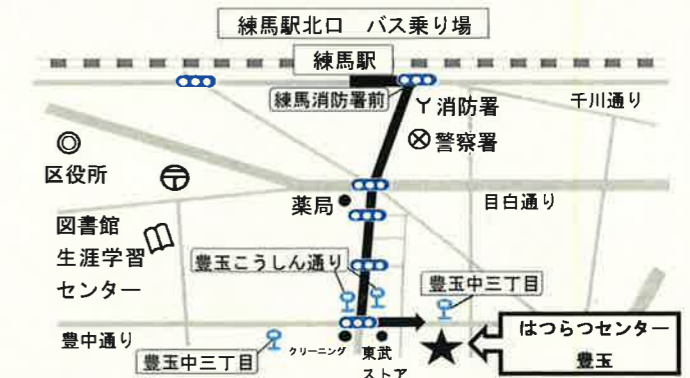 練馬駅北口　バス乗り場
練馬駅
練馬消防署前
消防署
千川通り
警察署
区役所
薬局
目白通り
図書館
生涯学習
センター
豊玉こうしん通り
豊玉中三丁目
はつらつセンター
豊玉
豊中通り
クリーニング
東武
ストア
豊玉中三丁目